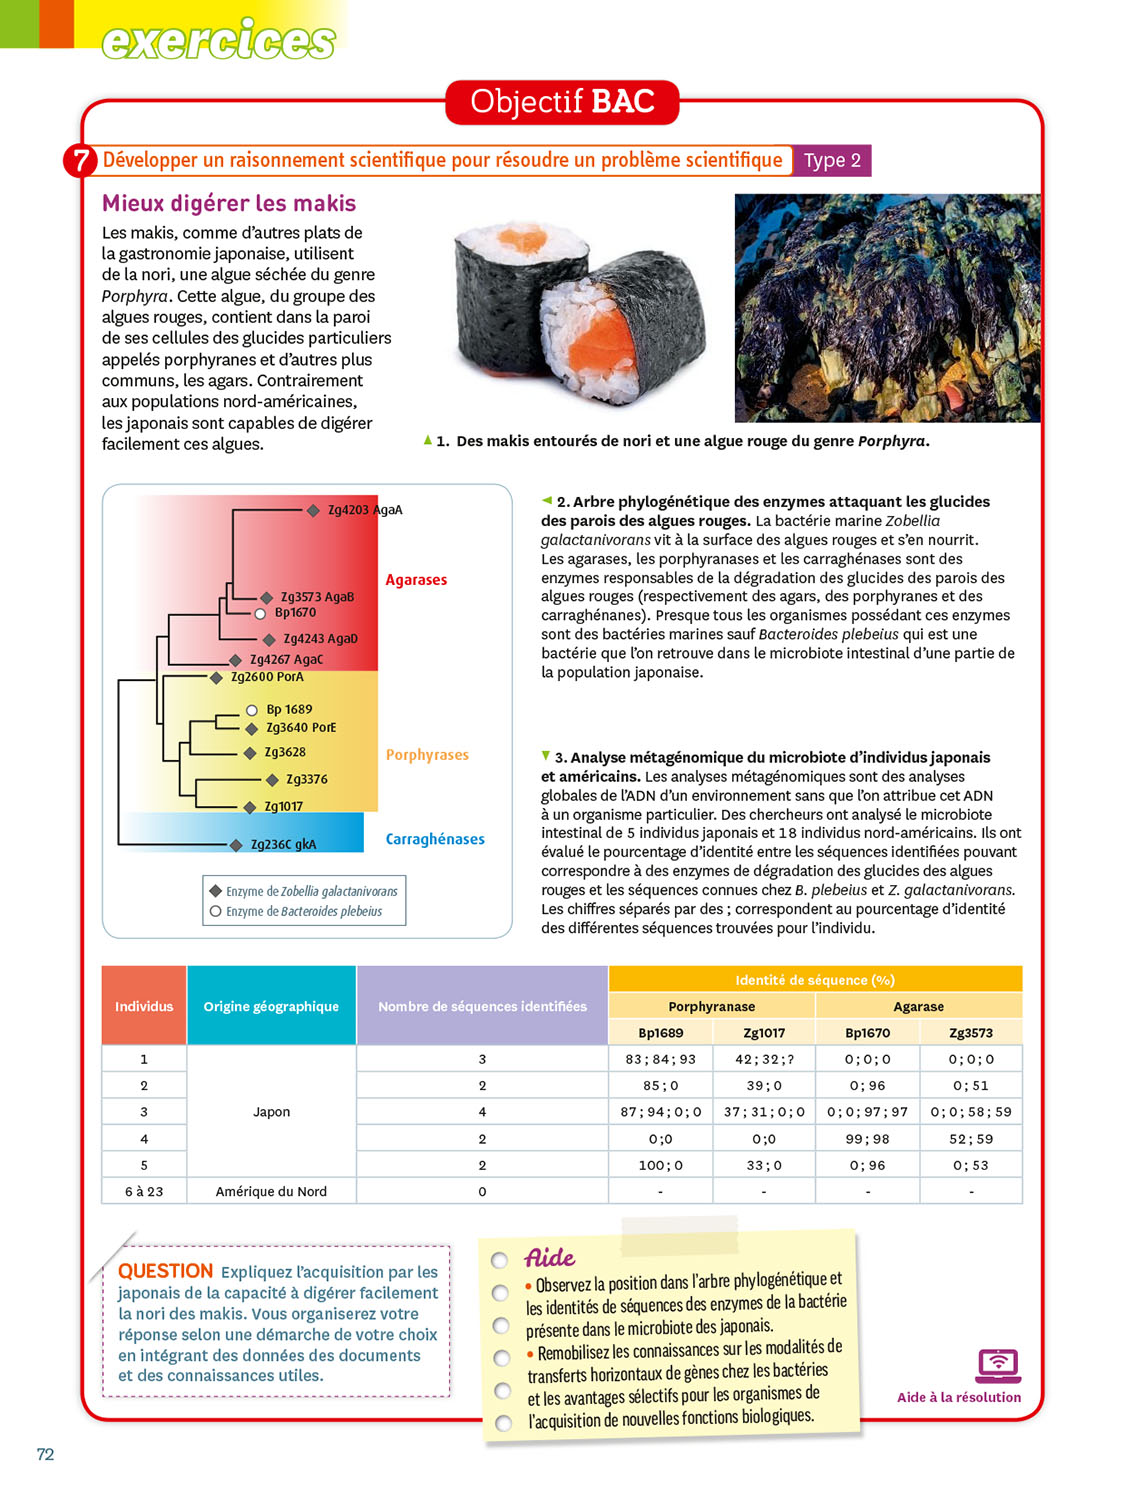 exercices
Objectif BAC
7 Développer un raisonnement scientifique pour résoudre un problème scientifique Type 2
Mieux digérer les makis
Les makis, comme d'autres plats de
la gastronomie japonaise, utilisent
de la nori, une algue séchée du genre
Porphyra. Cette algue, du groupe des
algues rouges, contient dans la paroi
de ses cellules des glucides particuliers
appelés porphyranes et d'autres plus
communs, les agars. Contrairement
aux populations nord-américaines,
les japonais sont capables de digérer
facilement ces algues.
1. Des makis entourés de nori et une algue rouge du genre Porphyra.
Zg4203 AgaA
Agarases
Zg3573 AgaB
Bp1670
Zg4243 AgaD
Zg4267 AgaC
Zg2600 PorA
Bp 1689
Zg3640 PorE
Zg3628
Porphyrases
Zg3376
Zg1017
Carraghénases
Zg236C gkA
Enzyme de Zobellia galactanivorans
Enzyme de Bacteroides plebeius
2. Arbre phylogénétique des enzymes attaquant les glucides
des parois des algues rouges. La bactérie marine Zobellia
galactanivorans vit à la surface des algues rouges et s'en nourrit.
Les agarases, les porphyranases et les carraghénases sont des
enzymes responsables de la dégradation des glucides des parois des
algues rouges (respectivement des agars, des porphyranes et des
carraghénanes). Presque tous les organismes possédant ces enzymes
sont des bactéries marines sauf Bacteroides plebeius qui est une
bactérie que l'on retrouve dans le microbiote intestinal d'une partie de
la population japonaise.
3. Analyse métagénomique du microbiote d'individus japonais
et américains. Les analyses métagénomiques sont des analyses
globales de l'ADN d'un environnement sans que l'on attribue cet ADN
à un organisme particulier. Des chercheurs ont analysé le microbiote
intestinal de 5 individus japonais et 18 individus nord-américains. Ils ont
évalué le pourcentage d'identité entre les séquences identifiées pouvant
correspondre à des enzymes de dégradation des glucides des algues
rouges et les séquences connues chez B. plebeius et Z. galactanivorans.
Les chiffres séparés par des ; correspondent au pourcentage d'identité
des différentes séquences trouvées pour l'individu.
Individus Origine géographique Nombre de séquences identifiées Identité de séquence (%)
Porphyranase Agarase
Bp1689 Zg1017 Bp1670 Zg3573
1 3 83 ; 84 ; 93 42 ; 32 ; ? 0 ; 0 ; 0 0 ; 0 ; 0
2 2 85 ; 0 39 ; 0 0 ; 96 0 ; 51
3 Japon 4 87 ; 94 ; 0 ; 0 37 ; 31 ; 0 ; 0 0 ; 0 ; 97 ; 97 0 ; 0 ; 58 ; 59
4 2 0 ;0 0 ;0 99 ; 98 52 ; 59
5 2 100 ; 0 33 ; 0 0 ; 96 0 ; 53
6 à 23 Amérique du Nord 0 - - - -
QUESTION Expliquez l'acquisition par les
japonais de la capacité à digérer facilement
la nori des makis. Vous organiserez votre
réponse selon une démarche de votre choix
en intégrant des données des documents
et des connaissances utiles.
Aide
• Observez la position dans l'arbre phylogénétique et
les identités de séquences des enzymes de la bactérie
présente dans le microbiote des japonais.
• Remobilisez les connaissances sur les modalités de
transferts horizontaux de gènes chez les bactéries
et les avantages sélectifs pour les organismes de
l'acquisition de nouvelles fonctions biologiques.
Aide à la résolution
72